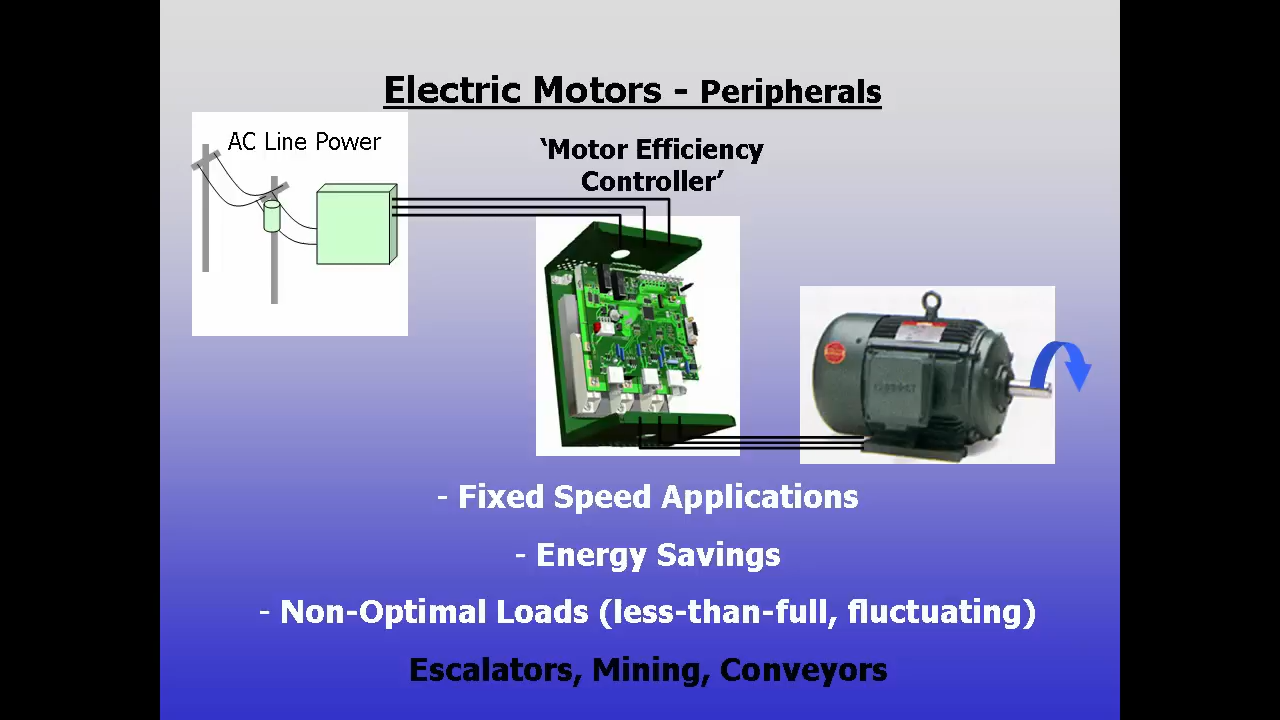 Electric Motors - Peripherals
AC Line Power
‘Motor Efficiency
Controller’
- Fixed Speed Applications
- Energy Savings
- Non-Optimal Loads (less-than-full, fluctuating)
Escalators, Mining, Conveyors